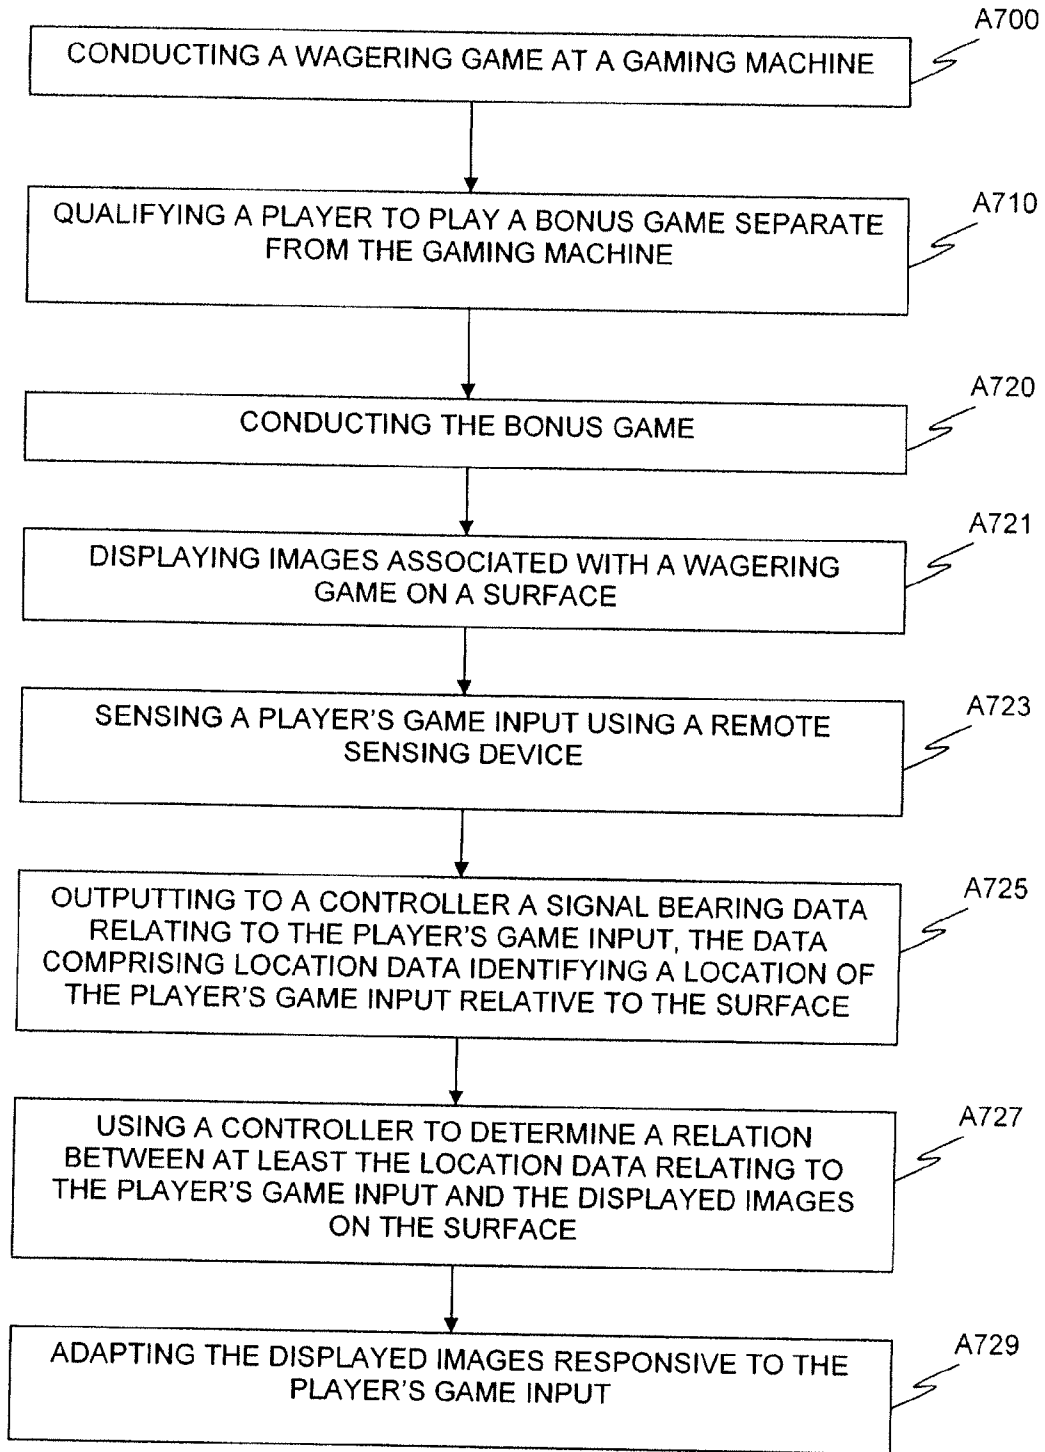 A700
CONDUCTING A WAGERING GAME AT A GAMING MACHINE
A710
QUALIFYING A PLAYER TO PLAY A BONUS GAME SEPARATE
FROM THE GAMING MACHINE
A720
CONDUCTING THE BONUS GAME
A721
DISPLAYING IMAGES ASSOCIATED WITH A WAGERING
GAME ON A SURFACE
A723
SENSING A PLAYER'S GAME INPUT USING A REMOTE
SENSING DEVICE
A725
OUTPUTTING TO A CONTROLLER A SIGNAL BEARING DATA
RELATING TO THE PLAYER'S GAME INPUT, THE DATA
COMPRISING LOCATION DATA IDENTIFYING A LOCATION OF
THE PLAYER'S GAME INPUT RELATIVE TO THE SURFACE
A727
USING A CONTROLLER TO DETERMINE A RELATION
BETWEEN AT LEAST THE LOCATION DATA RELATING TO
THE PLAYER'S GAME INPUT AND THE DISPLAYED IMAGES
ON THE SURFACE
A729
ADAPTING THE DISPLAYED IMAGES RESPONSIVE TO THE
PLAYER'S GAME INPUT